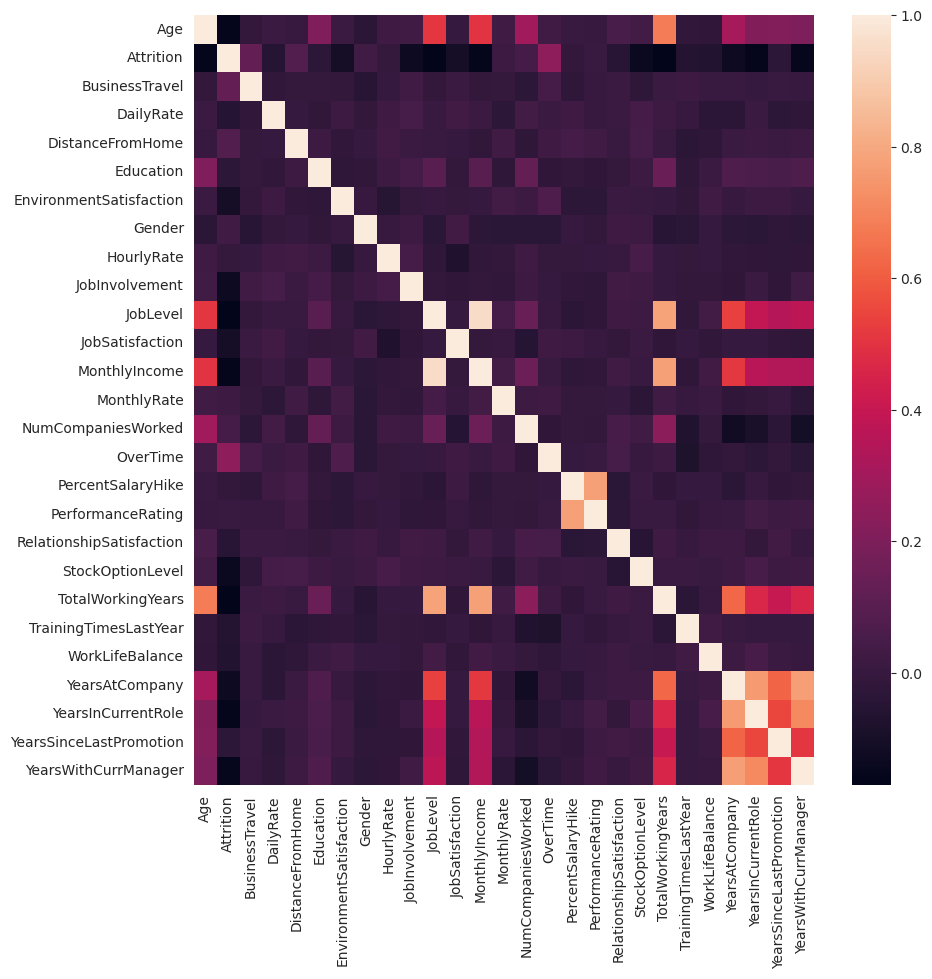 Age
Attrition
BusinessTravel
DailyRate
DistanceFromHome
Education
EnvironmentSatisfaction
Gender
HourlyRate
JobInvolvement
JobLevel
JobSatisfaction
MonthlyIncome
MonthlyRate
NumCompaniesWorked
OverTime
PercentSalaryHike
PerformanceRating
RelationshipSatisfaction
StockOptionLevel
TotalWorkingYears
TrainingTimesLastYear
WorkLifeBalance
YearsAtCompany
YearsInCurrentRole
YearsSinceLastPromotion
YearsWithCurrManager
Age
Attrition
BusinessTravel
DailyRate
DistanceFromHome
Education
EnvironmentSatisfaction
Gender
HourlyRate
JobInvolvement
JobLevel
JobSatisfaction
MonthlyIncome
MonthlyRate
NumCompaniesWorked
OverTime
PercentSalaryHike
PerformanceRating
RelationshipSatisfaction
StockOptionLevel
TotalWorkingYears
TrainingTimesLastYear
WorkLifeBalance
YearsAtCompany
YearsInCurrentRole
YearsSinceLastPromotion
YearsWithCurrManager
1.0
0.8
0.6
0.4
0.2
0.0